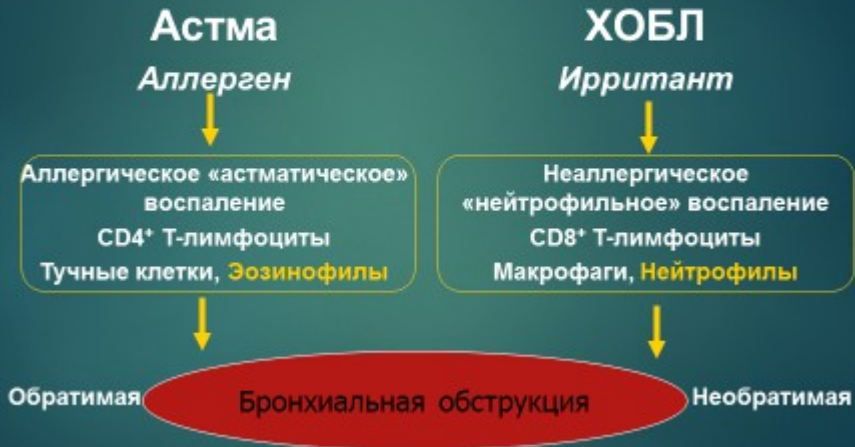 Астма
Аллерген
Аллергическое «астматическое»
воспаление
CD4⁺ Т-лимфоциты
Тучные клетки, Эозинофилы
ХОБЛ
Ирритант
Неаллергическое
«нейтрофильное» воспаление
CD8⁺ Т-лимфоциты
Макрофаги, Нейтрофилы
Обратимая
Бронхиальная обструкция
Необратимая